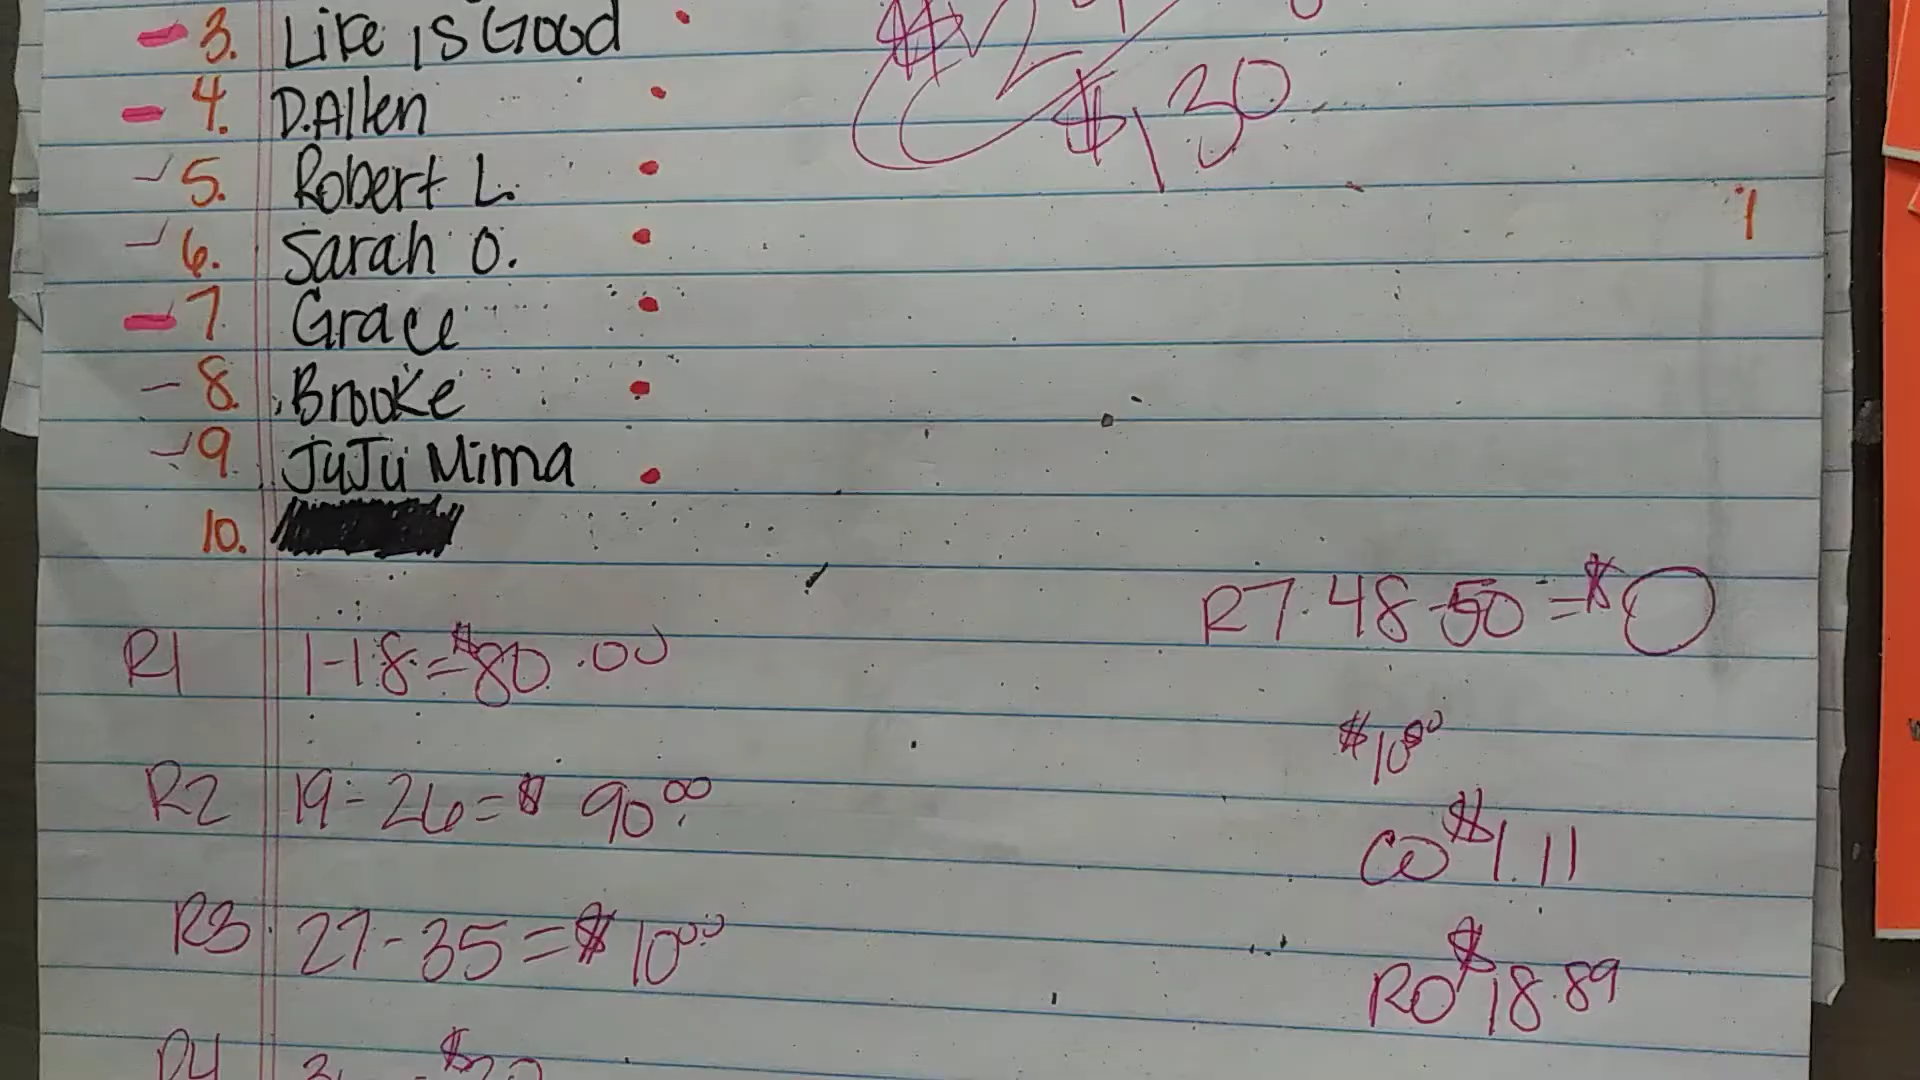 3. Life is Good
4. D.Allen
$130
5. Robert L.
6. Sarah O.
7. Grace
8. Brooke
9. JuJu Mima
10.
R7. 48-50 = $0
R1 1-18 = $80.00
$10.00
R2 19-26 = $ 90.00
CO $1.11
R3 27-35 = $10.00
RO $18.89
R4